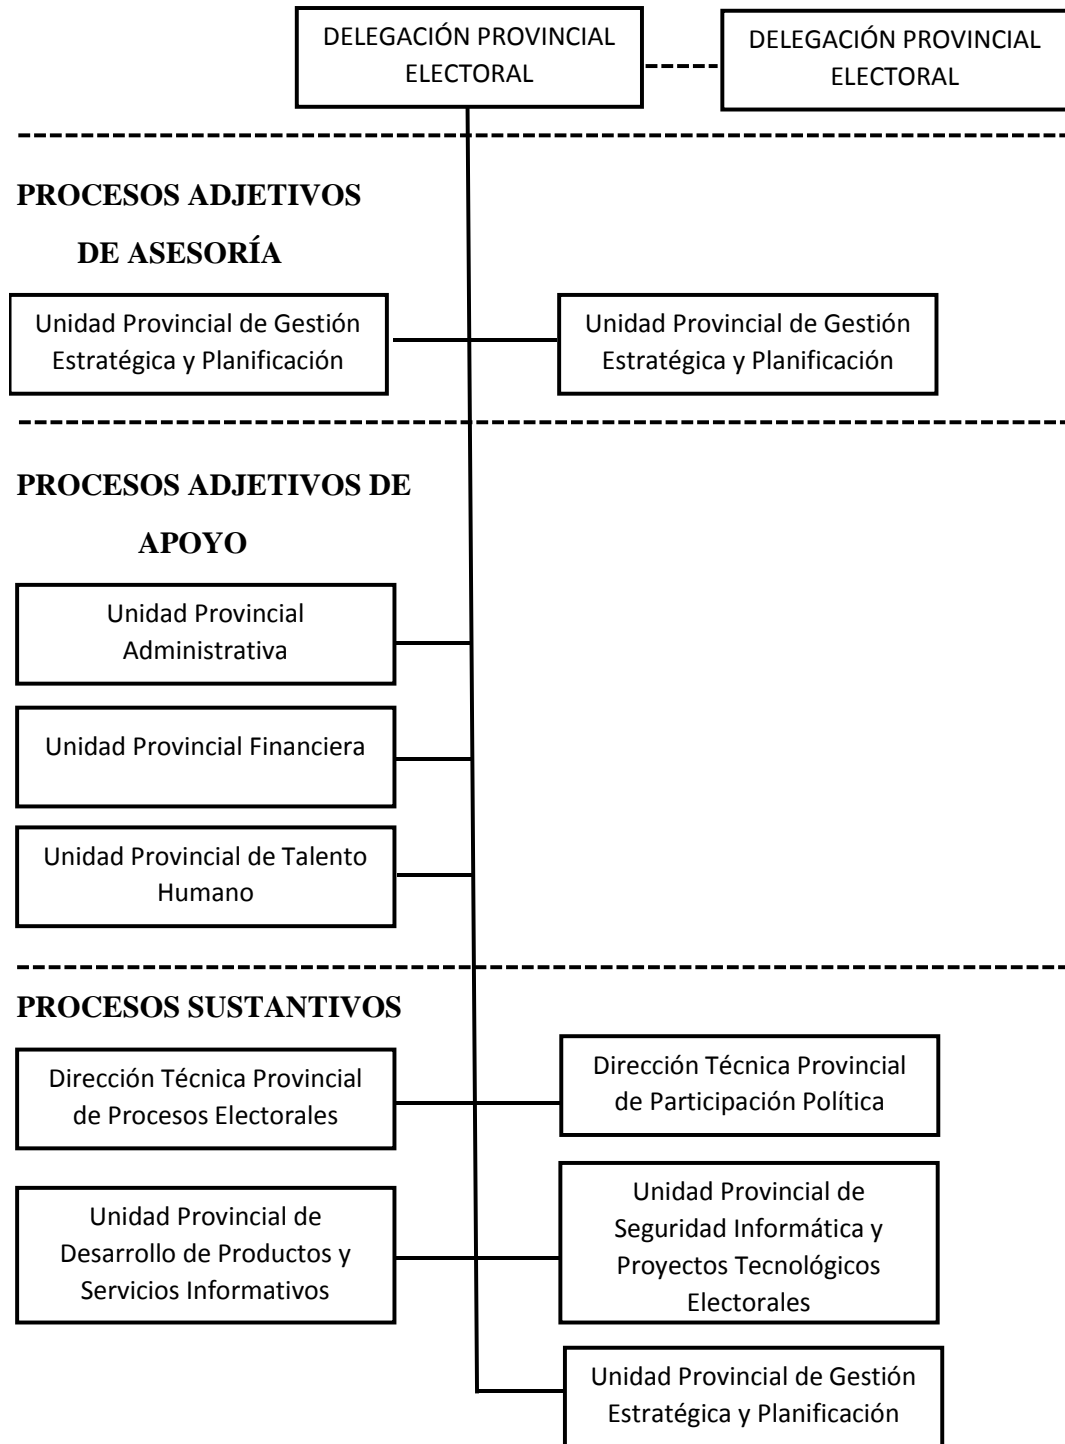 DELEGACIÓN PROVINCIAL
ELECTORAL
DELEGACIÓN PROVINCIAL
ELECTORAL
PROCESOS ADJETIVOS
DE ASESORÍA
Unidad Provincial de Gestión
Estratégica y Planificación
Unidad Provincial de Gestión
Estratégica y Planificación
PROCESOS ADJETIVOS DE
APOYO
Unidad Provincial
Administrativa
Unidad Provincial Financiera
Unidad Provincial de Talento
Humano
PROCESOS SUSTANTIVOS
Dirección Técnica Provincial
de Procesos Electorales
Dirección Técnica Provincial
de Participación Política
Unidad Provincial de
Desarrollo de Productos y
Servicios Informativos
Unidad Provincial de
Seguridad Informática y
Proyectos Tecnológicos
Electorales
Unidad Provincial de Gestión
Estratégica y Planificación